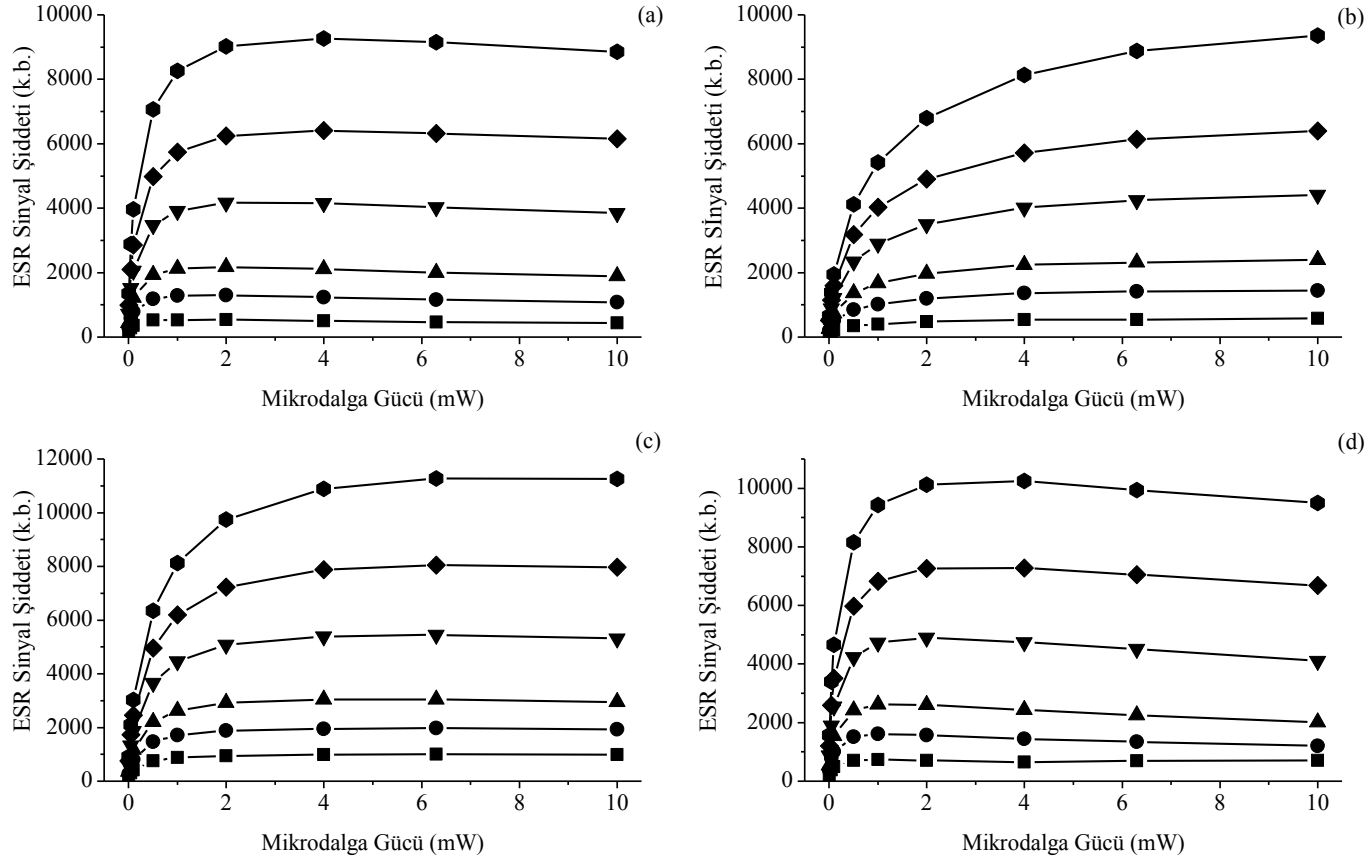 (a)
ESR Sinyal Şiddeti (k.b.)
10000
8000
6000
4000
2000
0
0 2 4 6 8 10
Mikrodalga Gücü (mW)
(b)
ESR Sinyal Şiddeti (k.b.)
10000
8000
6000
4000
2000
0
0 2 4 6 8 10
Mikrodalga Gücü (mW)
(c)
ESR Sinyal Şiddeti (k.b.)
12000
10000
8000
6000
4000
2000
0
0 2 4 6 8 10
Mikrodalga Gücü (mW)
(d)
ESR Sinyal Şiddeti (k.b.)
10000
8000
6000
4000
2000
0
0 2 4 6 8 10
Mikrodalga Gücü (mW)